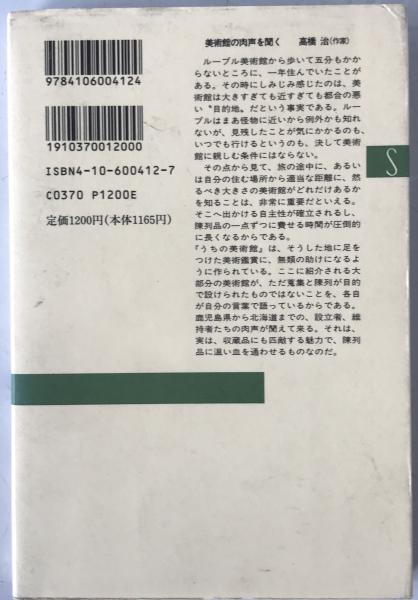 9784106004124
1910370012000
ISBN4-10-600412-7
C0370 P1200E
定価1200円(本体1165円)
美術館の肉声を聞く 高橋 治(作家)
ルーブル美術館から歩いて五分もかか
らないところに、一年住んでいたことが
ある。その時にしみじみ感じたのは、美
術館は大きすぎても近すぎても都合の悪
い〝目的地〟だという事実である。ルー
ブルはまあ怪物に近いから例外かも知れ
ないが、見残したことが気にかかるのも、
いつでも行けるというのも、決して美術
館に親しむ条件にはならない。
その点から見て、旅の途中に、あるい
は自分の住む場所から適当な距離に、然
るべき大きさの美術館がどれだけあるか
を知ることは、非常に重要だといえる。
そこへ出かける自主性が確立されるし、
陳列品の一点ずつに費せる時間が圧倒的
に長くなるからである。
『うちの美術館』は、そうした地に足を
つけた美術鑑賞に、無類の助けになるよ
うに作られている。ここに紹介される大
部分の美術館が、ただ蒐集と陳列が目的
で設けられたものではないことを、各自
が自分の言葉で語っているからである。
鹿児島県から北海道までの、設立者、維
持者たちの肉声が聞えて来る。それは、
実は、収蔵品にも匹敵する魅力で、陳列
品に温い血を通わせるものなのだ。
S